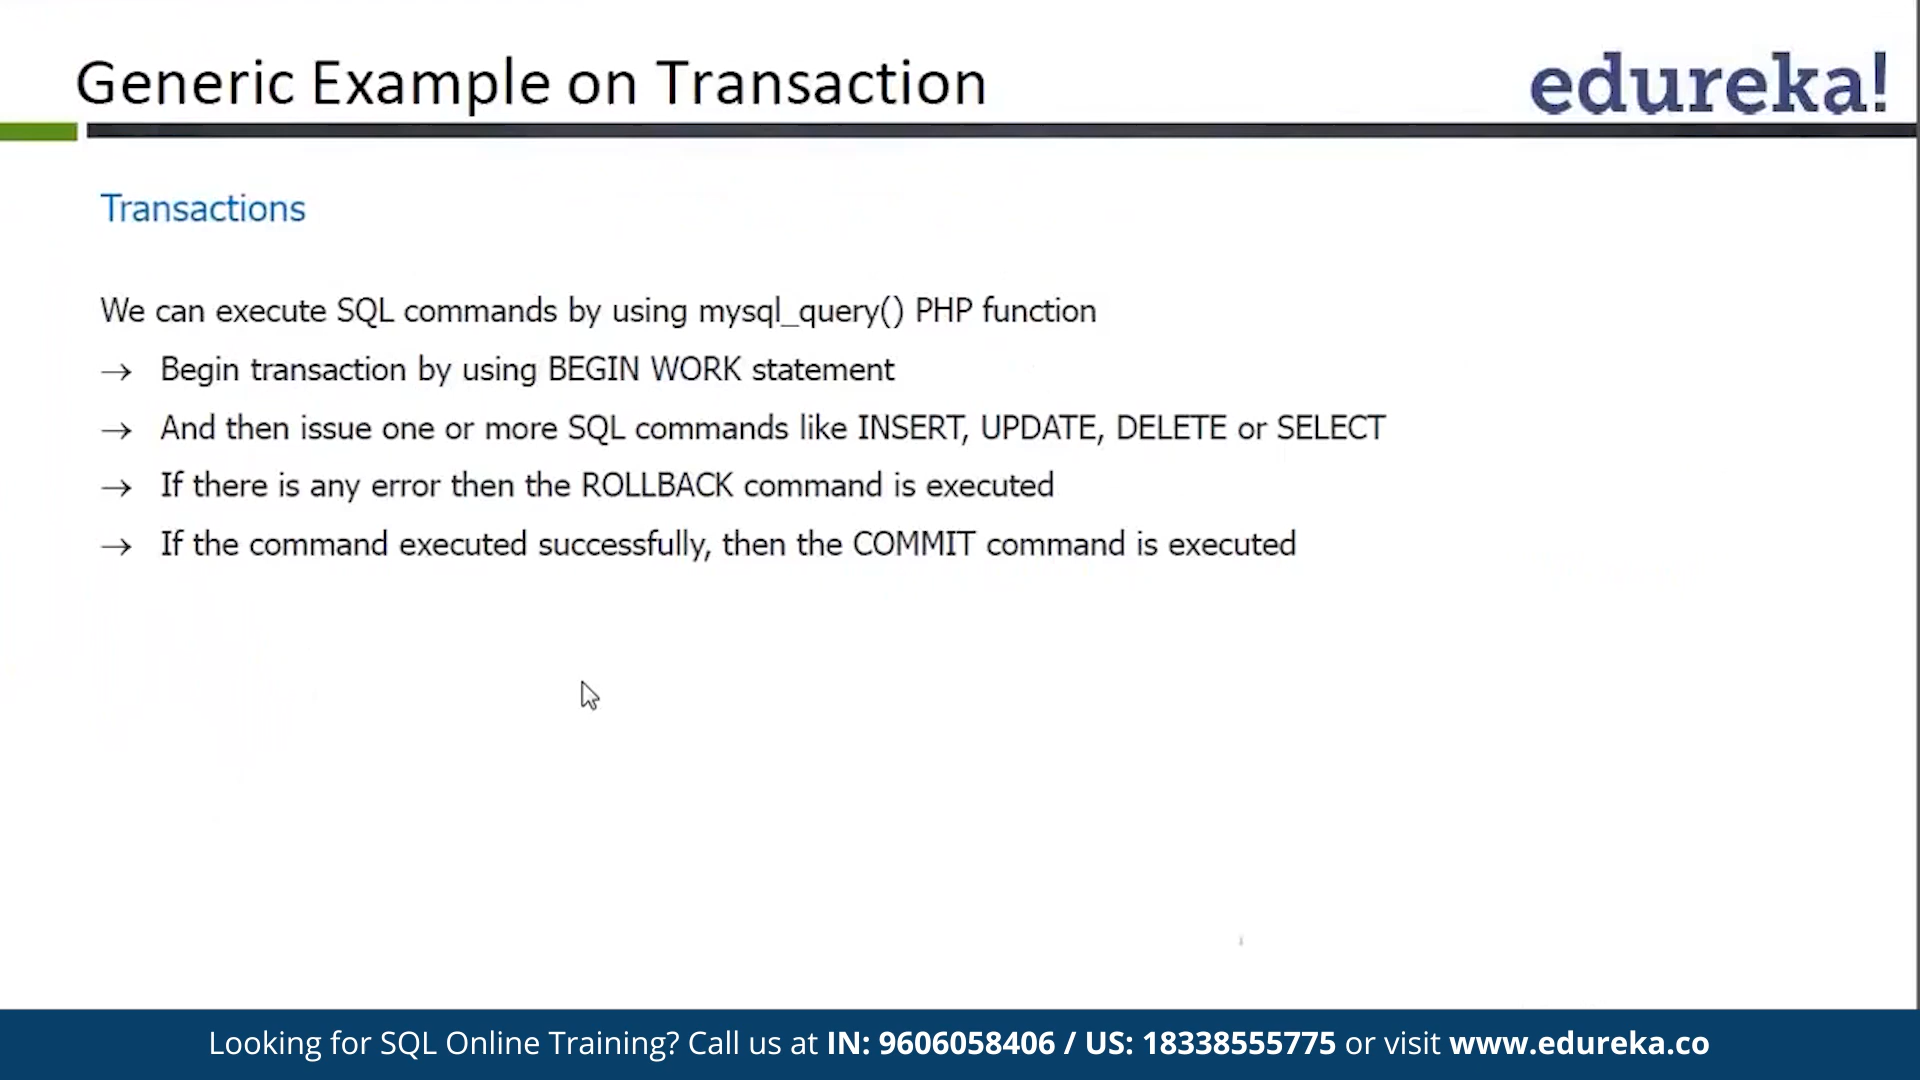 Generic Example on Transaction
edureka!
Transactions
We can execute SQL commands by using mysql_query() PHP function
→ Begin transaction by using BEGIN WORK statement
→ And then issue one or more SQL commands like INSERT, UPDATE, DELETE or SELECT
→ If there is any error then the ROLLBACK command is executed
→ If the command executed successfully, then the COMMIT command is executed
Looking for SQL Online Training? Call us at IN: 9606058406 / US: 18338555775 or visit www.edureka.co